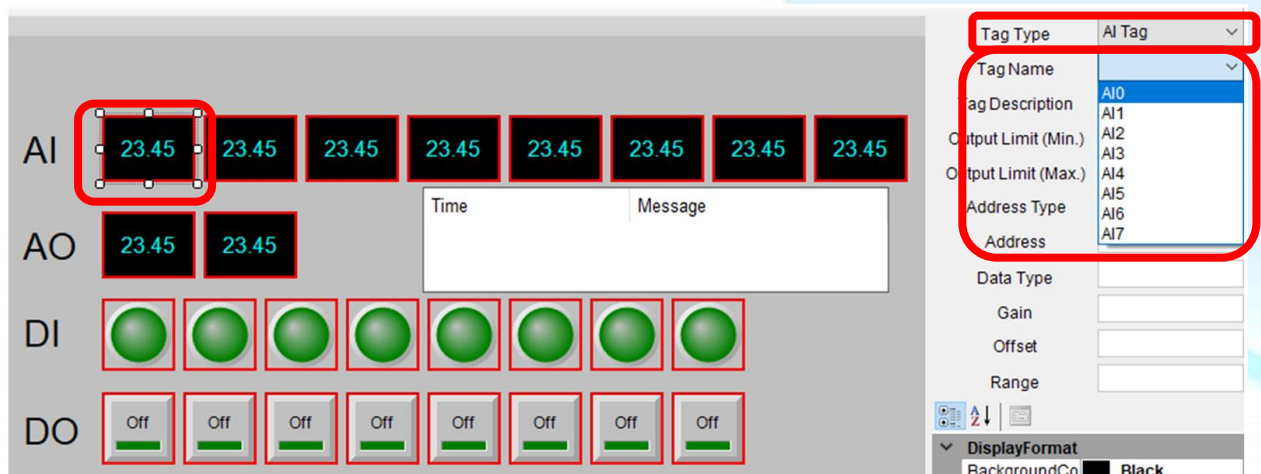 AI
23.45 23.45 23.45 23.45 23.45 23.45 23.45 23.45
Time Message
AO
23.45 23.45
DI
DO
Off Off Off Off Off Off Off Off
Tag Type AI Tag
Tag Name
AI0
AI1
AI2
AI3
AI4
AI5
AI6
AI7
Tag Description
Output Limit (Min.)
Output Limit (Max.)
Address Type
Address
Data Type
Gain
Offset
Range
A
Z
DisplayFormat
BackgroundCo Black